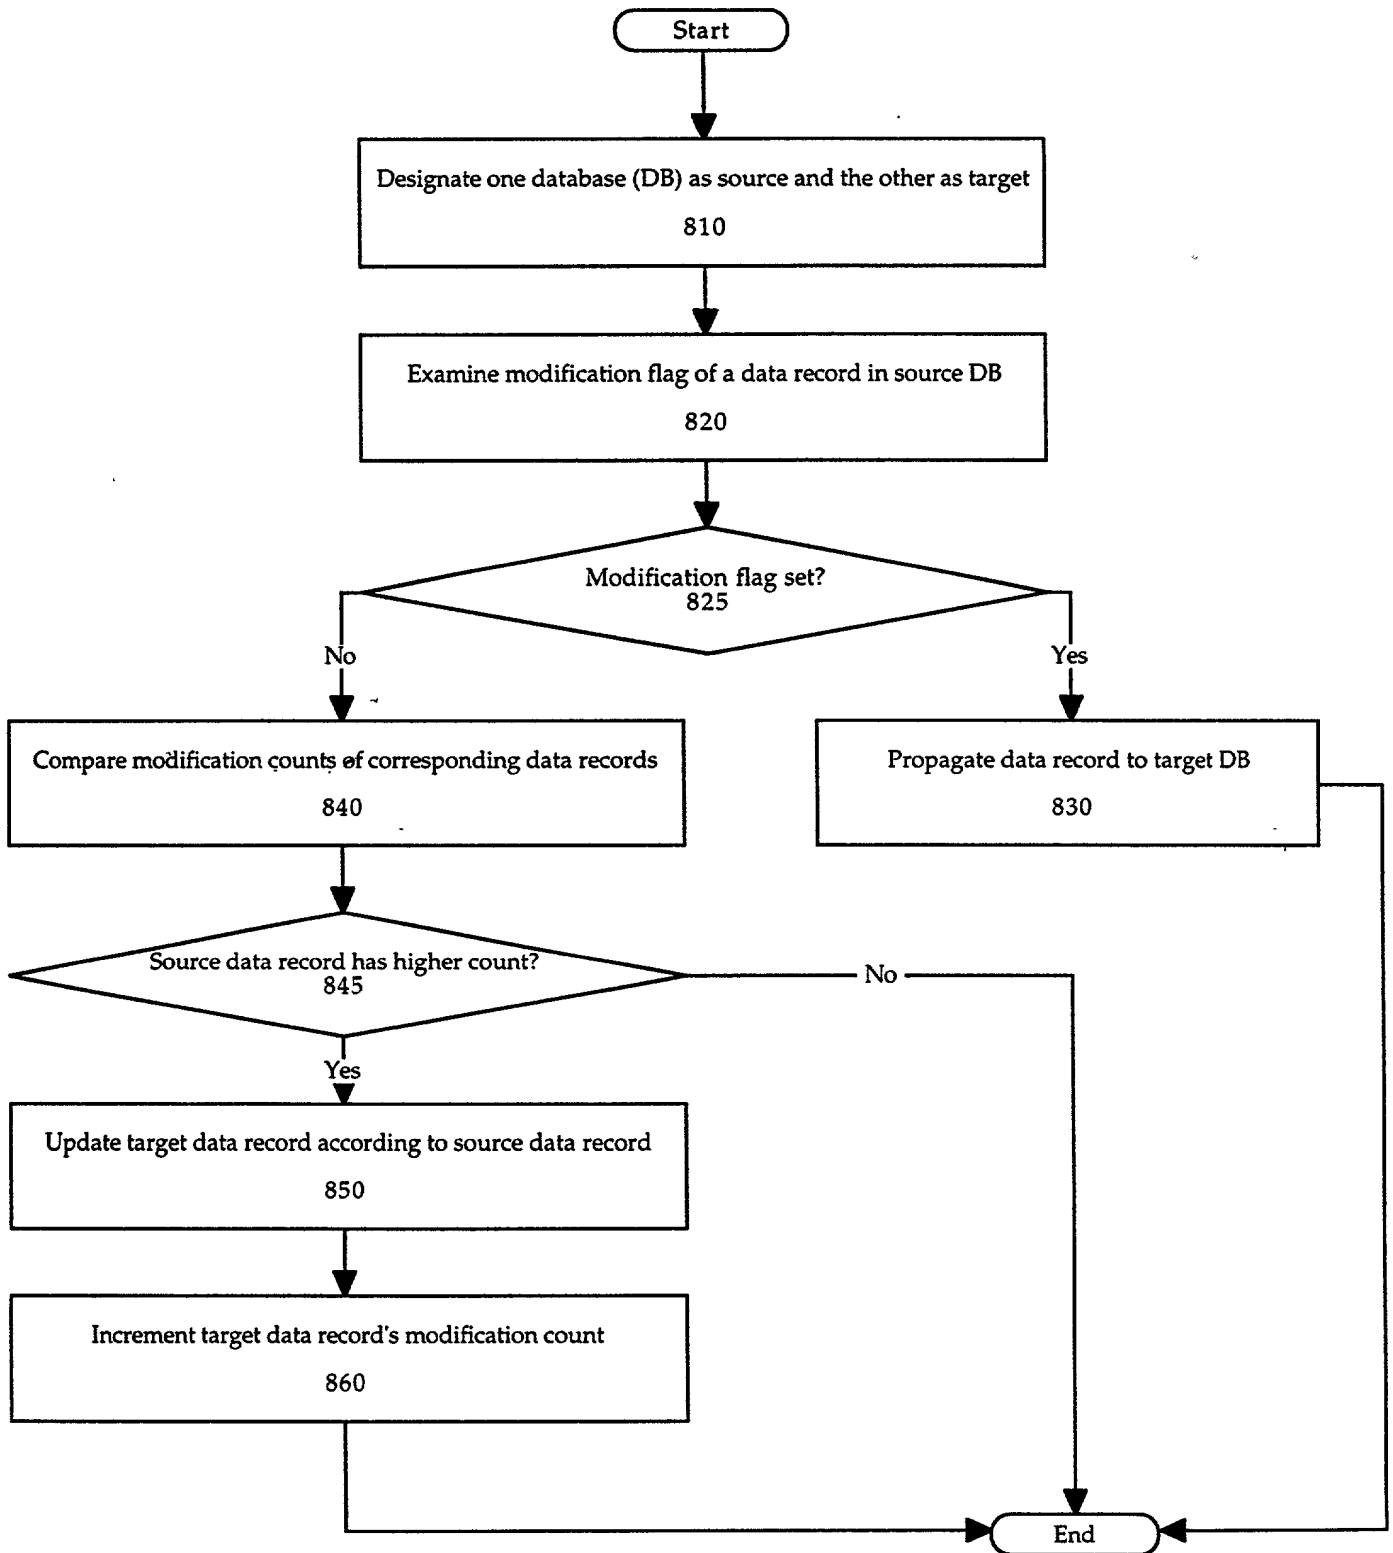 Start
Designate one database (DB) as source and the other as target
810
Examine modification flag of a data record in source DB
820
Modification flag set?
825
No
Yes
Compare modification counts of corresponding data records
840
Propagate data record to target DB
830
Source data record has higher count?
845
No
Yes
Update target data record according to source data record
850
Increment target data record's modification count
860
End